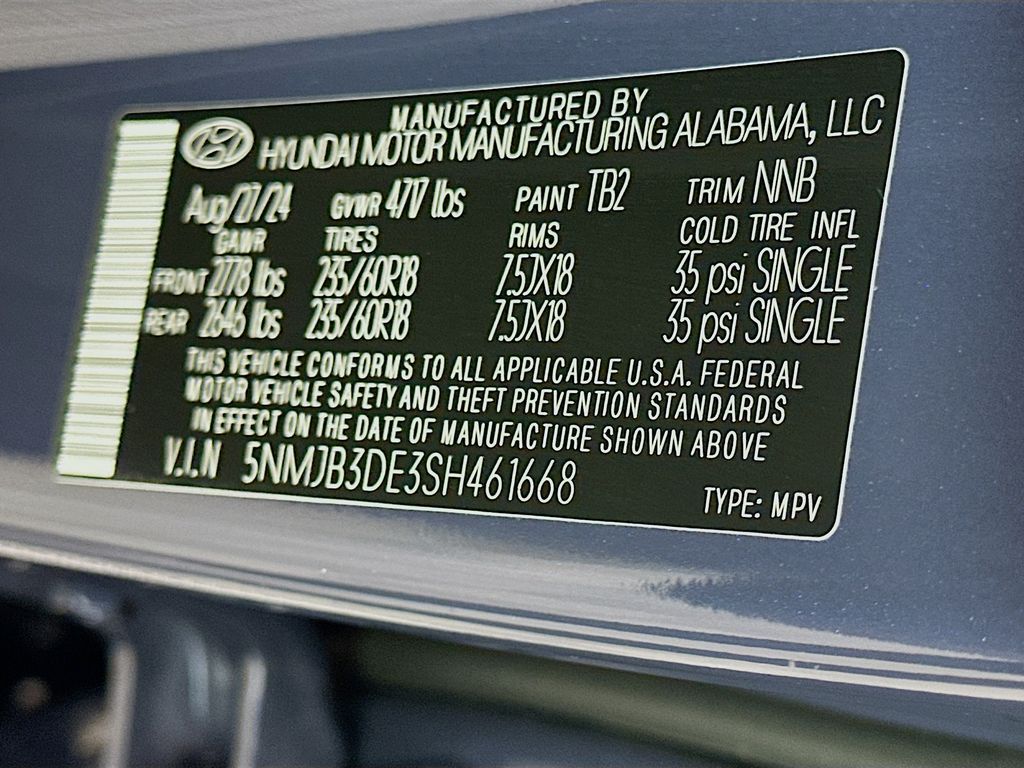 MANUFACTURED BY
HYUNDAI MOTOR MANUFACTURING ALABAMA, LLC
Aug/27/24 GVWR 4717 lbs PAINT TB2 TRIM NNB
GAWR TIRES RIMS COLD TIRE INFL
FRONT 2778 lbs 235/60R18 7.5JX18 35 psi SINGLE
REAR 2646 lbs 235/60R18 7.5JX18 35 psi SINGLE
THIS VEHICLE CONFORMS TO ALL APPLICABLE U.S.A. FEDERAL
MOTOR VEHICLE SAFETY AND THEFT PREVENTION STANDARDS
IN EFFECT ON THE DATE OF MANUFACTURE SHOWN ABOVE
V.I.N 5NMJB3DE3SH461668
TYPE: MPV